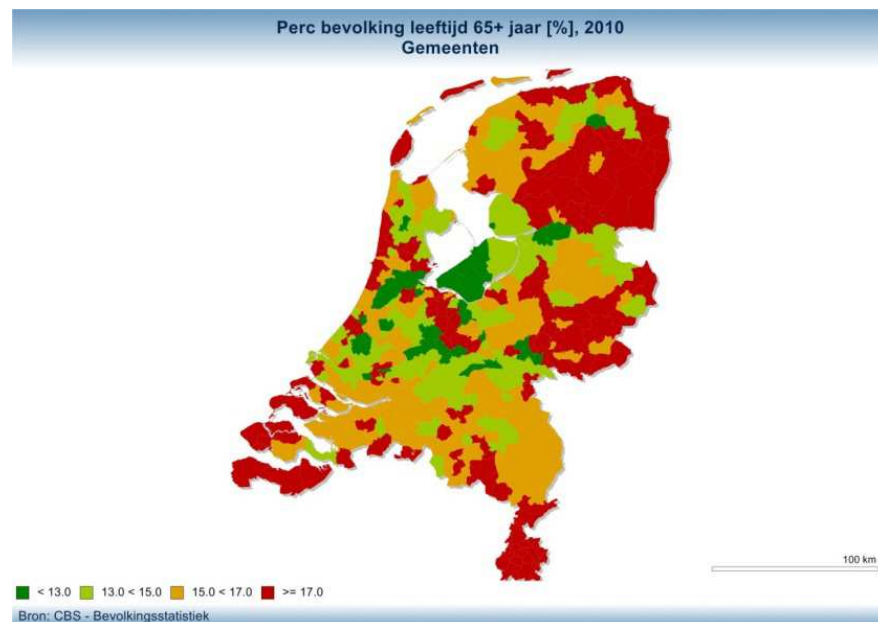 Perc bevolking leeftijd 65+ jaar [%], 2010
Gemeenten
100 km
< 13.0 13.0 < 15.0 15.0 < 17.0 >= 17.0
Bron: CBS - Bevolkingsstatistiek